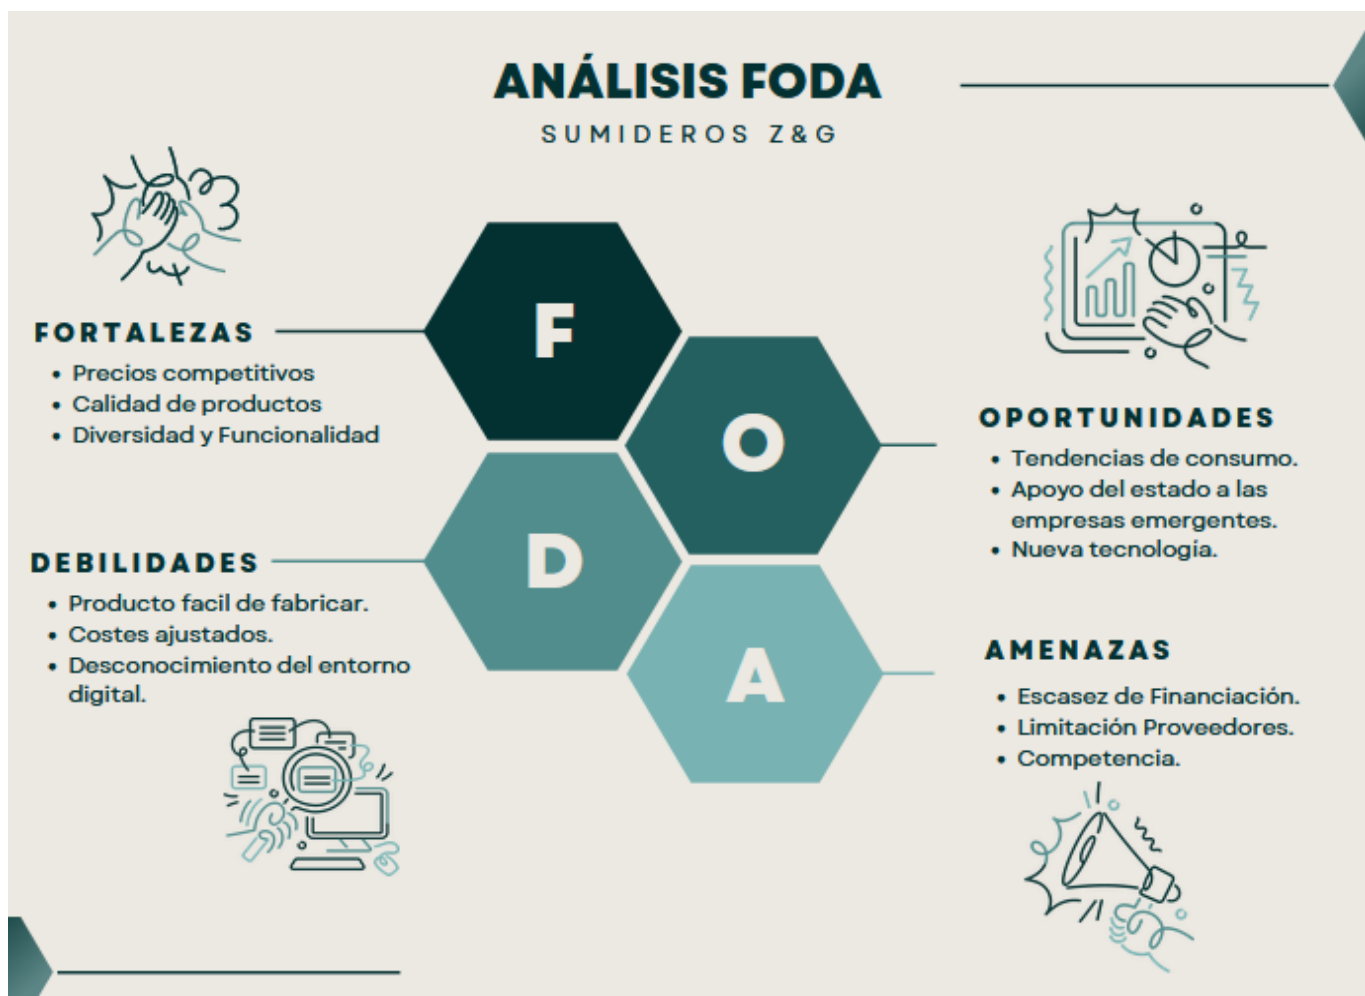 ANÁLISIS FODA
SUMIDEROS Z&G
F
FORTALEZAS
• Precios competitivos
• Calidad de productos
• Diversidad y Funcionalidad
O
OPORTUNIDADES
• Tendencias de consumo.
• Apoyo del estado a las
empresas emergentes.
• Nueva tecnología.
D
DEBILIDADES
• Producto facil de fabricar.
• Costes ajustados.
• Desconocimiento del entorno
digital.
A
AMENAZAS
• Escasez de Financiación.
• Limitación Proveedores.
• Competencia.